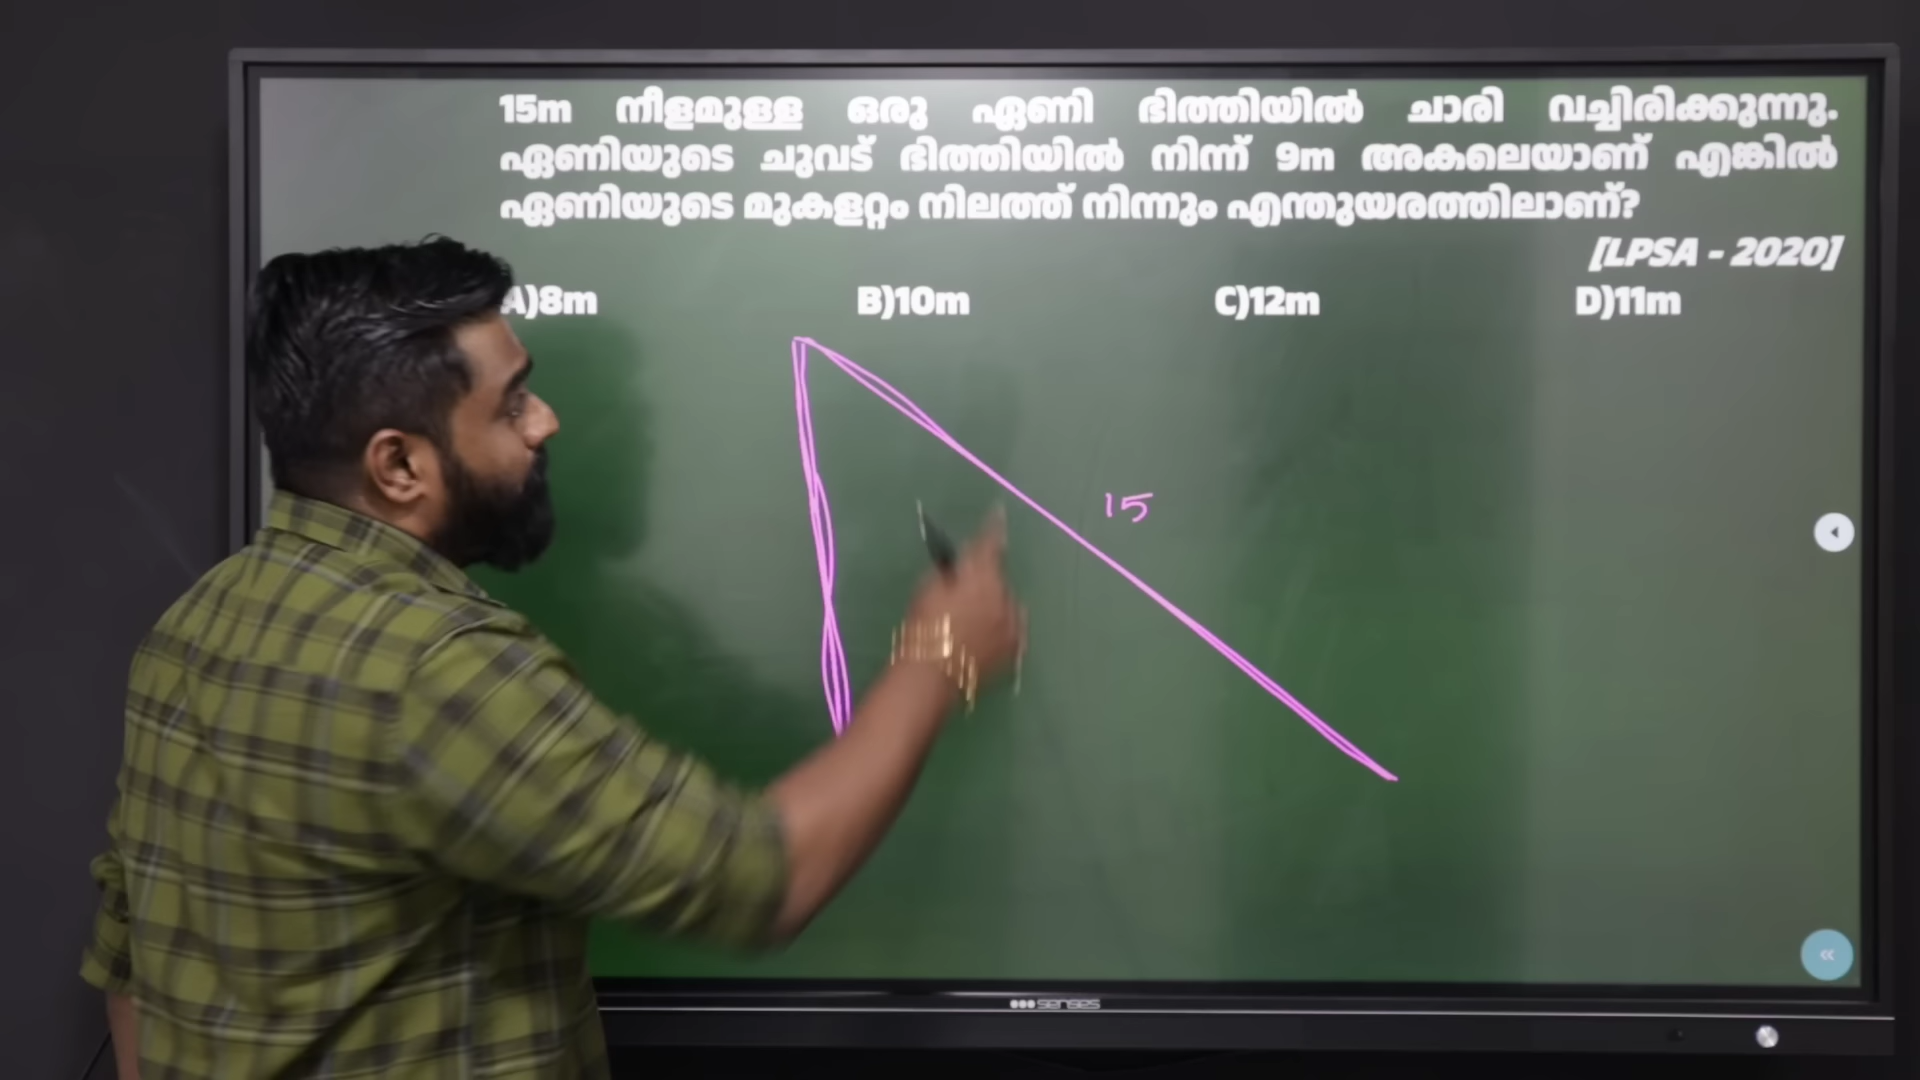 15m നീളമുള്ള ഒരു ഏണി ഭിത്തിയിൽ ചാരി വച്ചിരിക്കുന്നു.
ഏണിയുടെ ചുവട് ഭിത്തിയിൽ നിന്ന് 9m അകലെയാണ് എങ്കിൽ
ഏണിയുടെ മുകളറ്റം നിലത്ത് നിന്നും എന്തുയരത്തിലാണ്?
[LPSA - 2020]
A)8m B)10m C)12m D)11m
15
senses